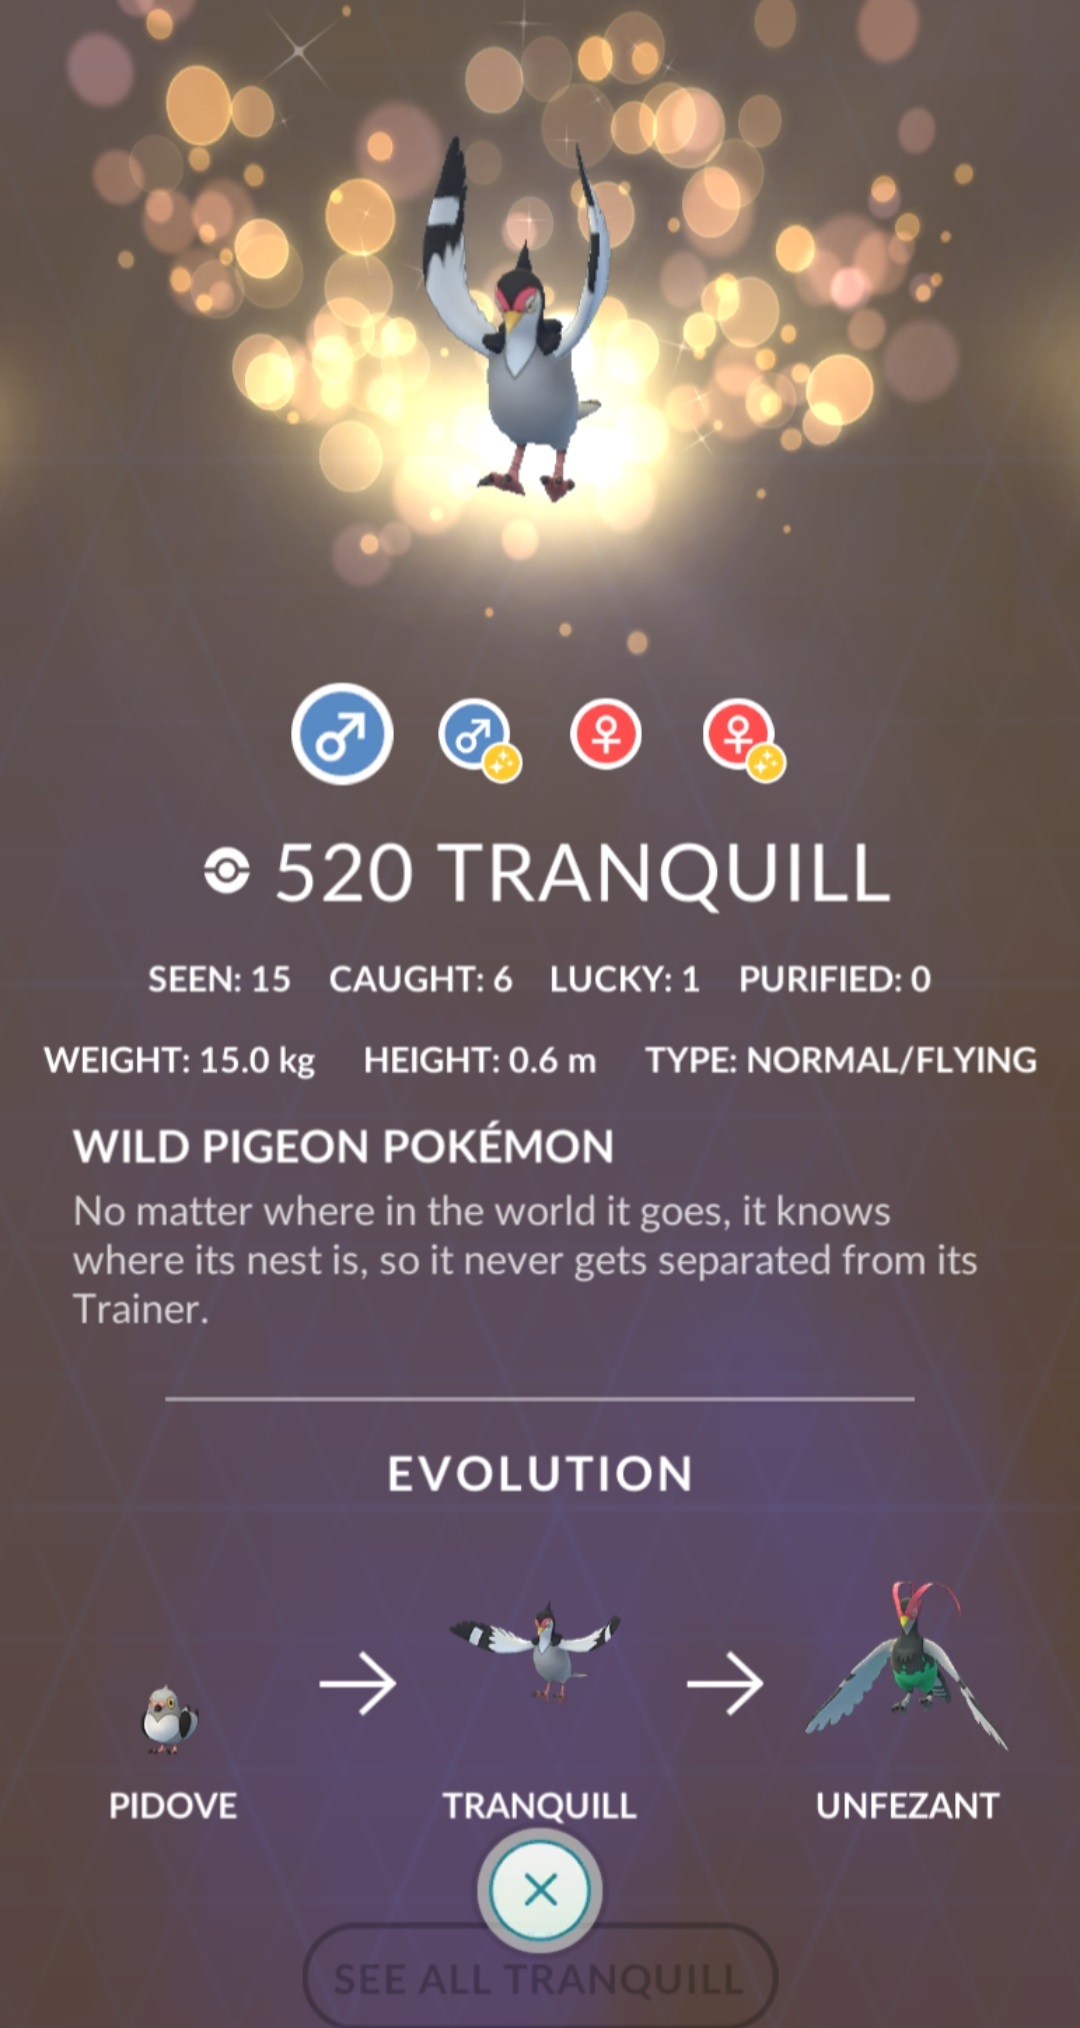 520 TRANQUILL
SEEN: 15 CAUGHT: 6 LUCKY: 1 PURIFIED: 0
WEIGHT: 15.0 kg HEIGHT: 0.6 m TYPE: NORMAL/FLYING
WILD PIGEON POKÉMON
No matter where in the world it goes, it knows
where its nest is, so it never gets separated from its
Trainer.
EVOLUTION
PIDOVE TRANQUILL UNFEZANT
SEE ALL TRANQUILL